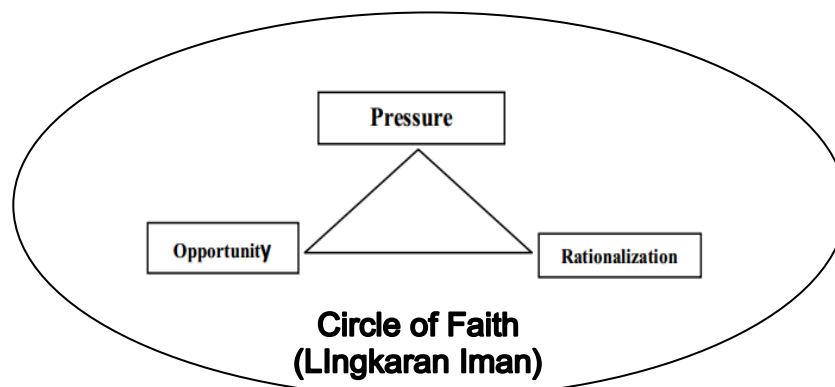 Pressure
Opportunity
Rationalization
Circle of Faith
(LIngkaran Iman)